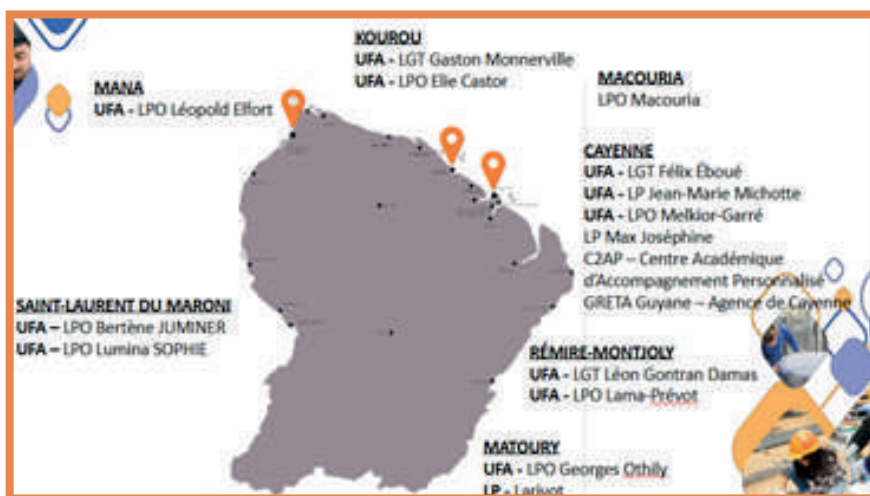 KOUROU
UFA - LGT Gaston Monnerville
UFA - LPO Elie Castor
MANA
UFA - LPO Léopold Elfort
MACOURIA
LPO Macouria
CAYENNE
UFA - LGT Félix Éboué
UFA - LP Jean-Marie Michotte
UFA - LPO Melkior-Garré
LP Max Joséphine
C2AP – Centre Académique
d'Accompagnement Personnalisé
GRETA Guyane – Agence de Cayenne
SAINT-LAURENT DU MARONI
UFA – LPO Bertène JUMINER
UFA – LPO Lumina SOPHIE
RÉMIRE-MONTJOLY
UFA - LGT Léon Gontran Damas
UFA - LPO Lama-Prévot
MATOURY
UFA - LPO Georges Othily
LP - Larivot